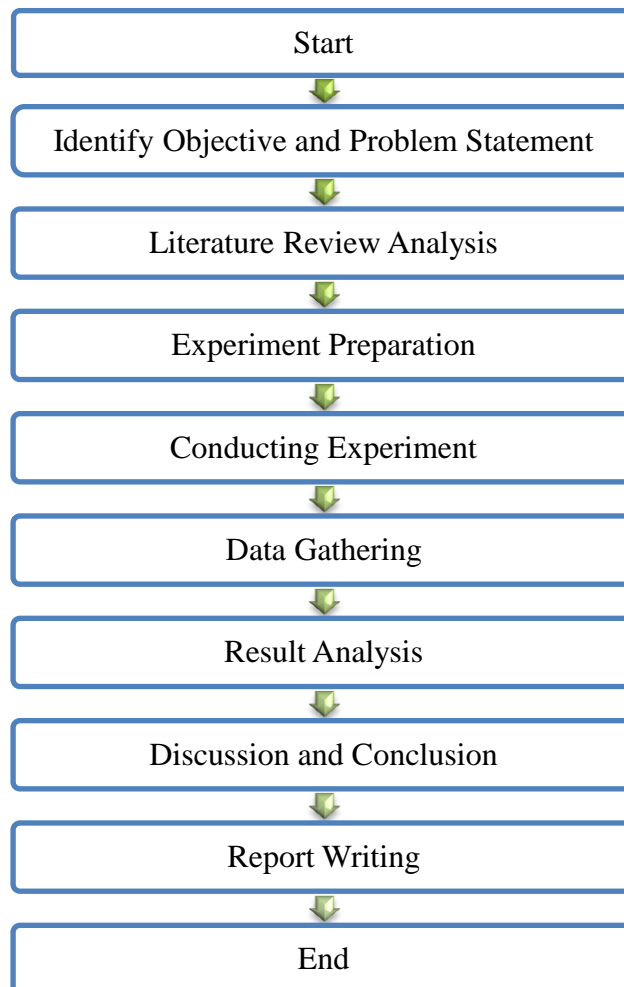 Start
Identify Objective and Problem Statement
Literature Review Analysis
Experiment Preparation
Conducting Experiment
Data Gathering
Result Analysis
Discussion and Conclusion
Report Writing
End